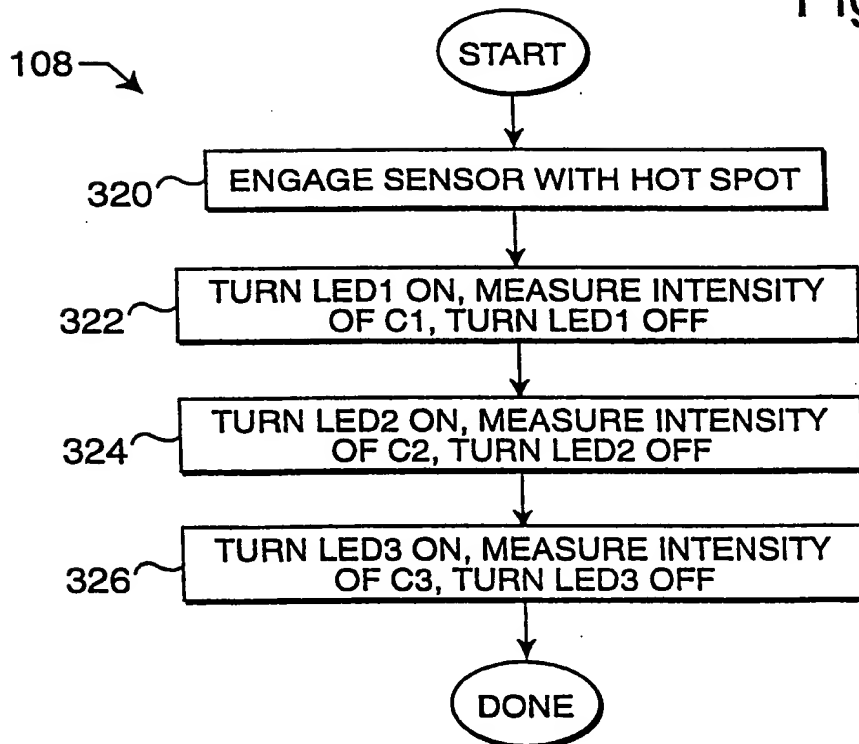 Fig
108
START
320
ENGAGE SENSOR WITH HOT SPOT
322
TURN LED1 ON, MEASURE INTENSITY
OF C1, TURN LED1 OFF
324
TURN LED2 ON, MEASURE INTENSITY
OF C2, TURN LED2 OFF
326
TURN LED3 ON, MEASURE INTENSITY
OF C3, TURN LED3 OFF
DONE